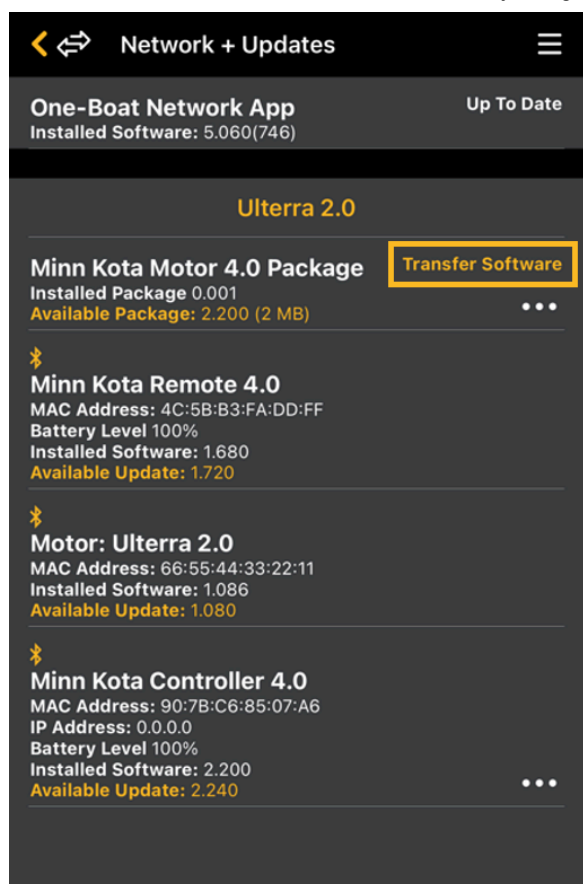 Network + Updates
One-Boat Network App
Up To Date
Installed Software: 5.060(746)
Ulterra 2.0
Minn Kota Motor 4.0 Package
Transfer Software
Installed Package 0.001
Available Package: 2.200 (2 MB)
Minn Kota Remote 4.0
MAC Address: 4C:5B:B3:FA:DD:FF
Battery Level 100%
Installed Software: 1.680
Available Update: 1.720
Motor: Ulterra 2.0
MAC Address: 66:55:44:33:22:11
Installed Software: 1.086
Available Update: 1.080
Minn Kota Controller 4.0
MAC Address: 90:7B:C6:85:07:A6
IP Address: 0.0.0.0
Battery Level 100%
Installed Software: 2.200
Available Update: 2.240